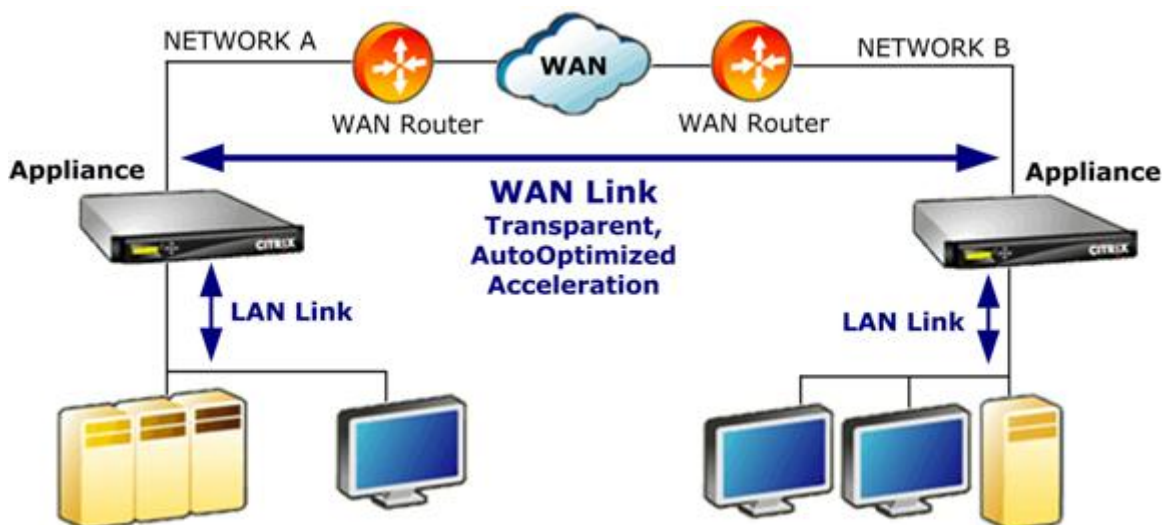 NETWORK A
WAN
NETWORK B
WAN Router
WAN Router
Appliance
Appliance
WAN Link
Transparent,
AutoOptimized
Acceleration
CITRIX
CITRIX
LAN Link
LAN Link